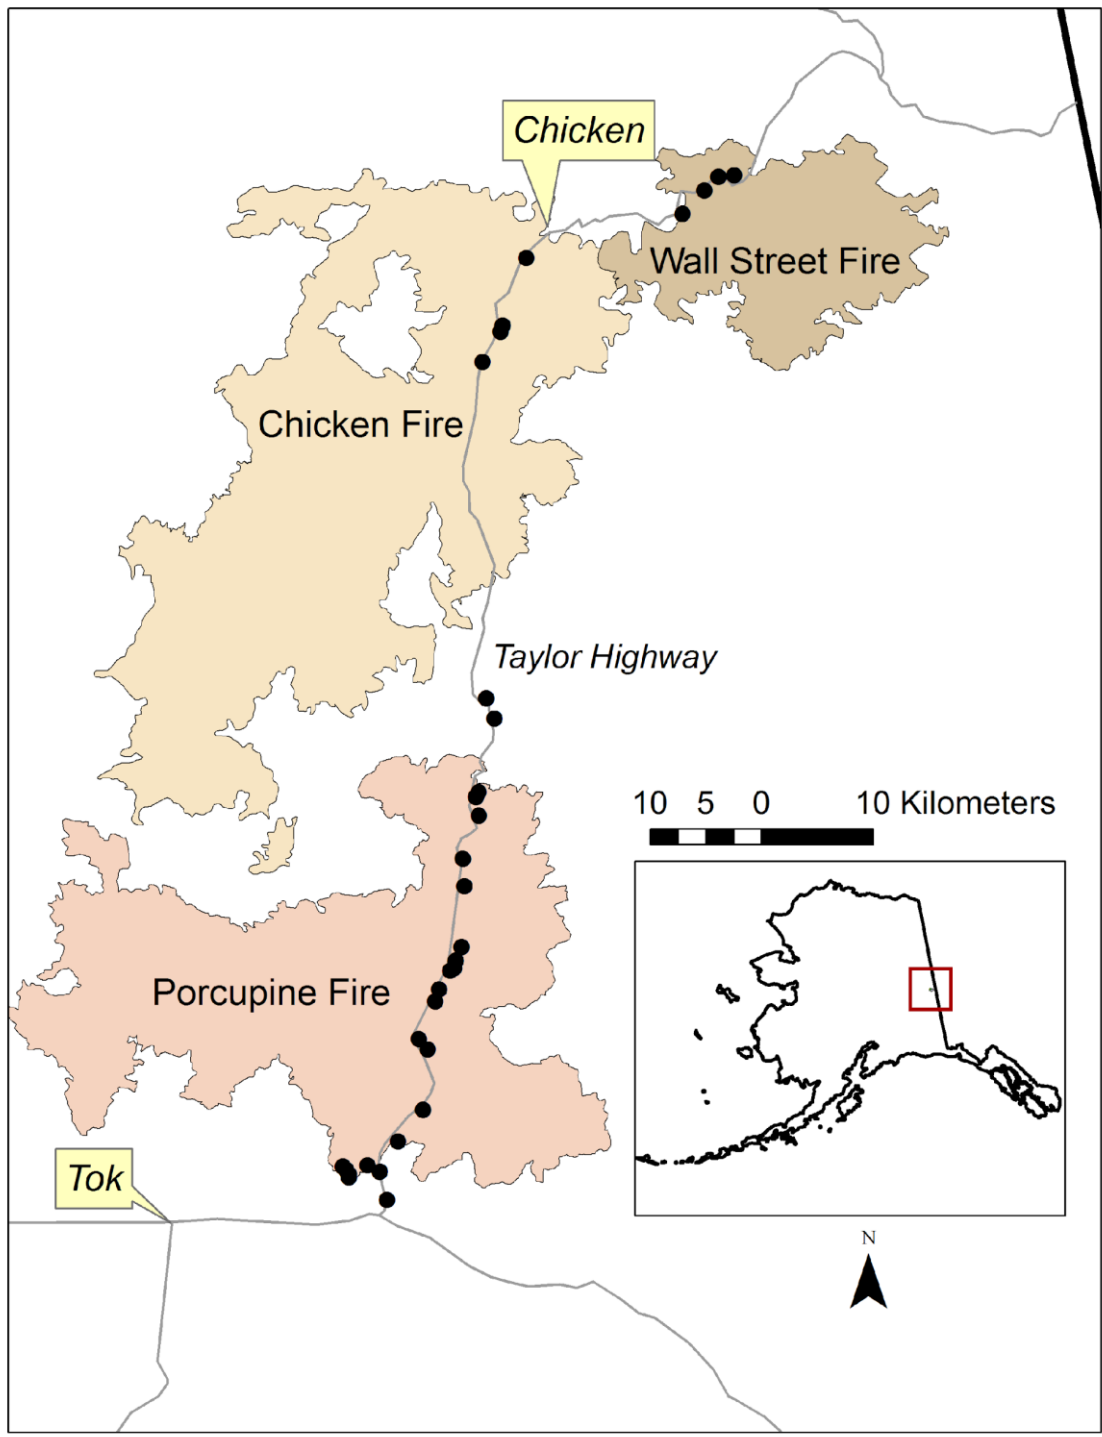 Chicken
Wall Street Fire
Chicken Fire
Taylor Highway
10 5 0 10 Kilometers
Porcupine Fire
Tok
N